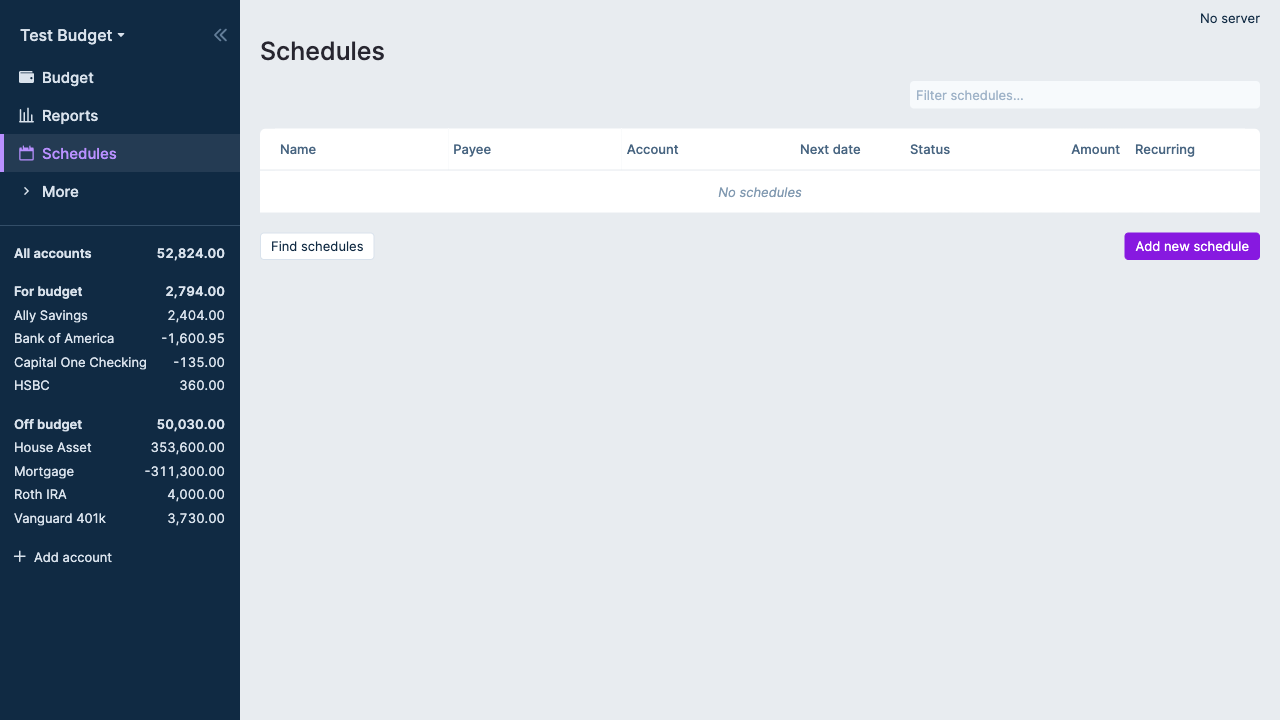 Test Budget
Budget
Reports
Schedules
More
All accounts 52,824.00
For budget 2,794.00
Ally Savings 2,404.00
Bank of America -1,600.95
Capital One Checking -135.00
HSBC 360.00
Off budget 50,030.00
House Asset 353,600.00
Mortgage -311,300.00
Roth IRA 4,000.00
Vanguard 401k 3,730.00
Add account
No server
Schedules
Filter schedules...
Name Payee Account Next date Status Amount Recurring
No schedules
Find schedules Add new schedule